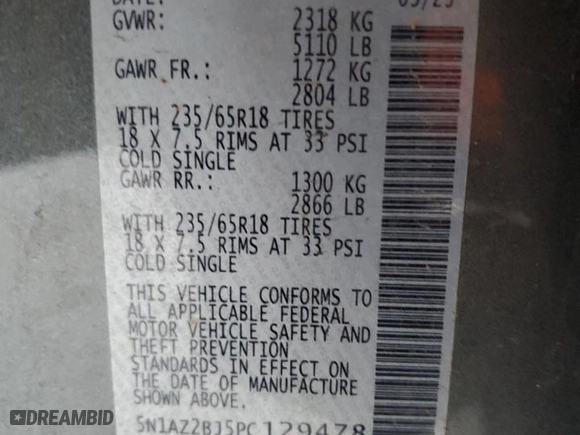 GVWR: 2318 KG
5110 LB
GAWR FR.: 1272 KG
2804 LB
WITH 235/65R18 TIRES
18 X 7.5 RIMS AT 33 PSI
COLD SINGLE
GAWR RR.: 1300 KG
2866 LB
WITH 235/65R18 TIRES
18 X 7.5 RIMS AT 33 PSI
COLD SINGLE
THIS VEHICLE CONFORMS TO
ALL APPLICABLE FEDERAL
MOTOR VEHICLE SAFETY AND
THEFT PREVENTION
STANDARDS IN EFFECT ON
THE DATE OF MANUFACTURE
SHOWN ABOVE.
5N1AZ2BJ5PC129478
DREAMBID